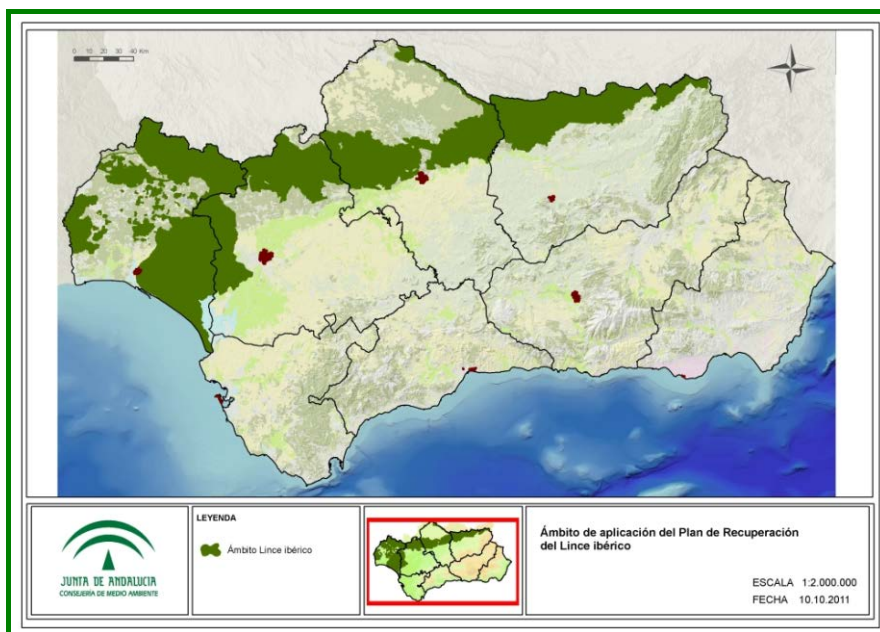 0 10 20 30 40 Km
JUNTA DE ANDALUCIA
CONSEJERÍA DE MEDIO AMBIENTE
LEYENDA
Ámbito Lince ibérico
Ámbito de aplicación del Plan de Recuperación
del Lince ibérico
ESCALA 1:2.000.000
FECHA 10.10.2011